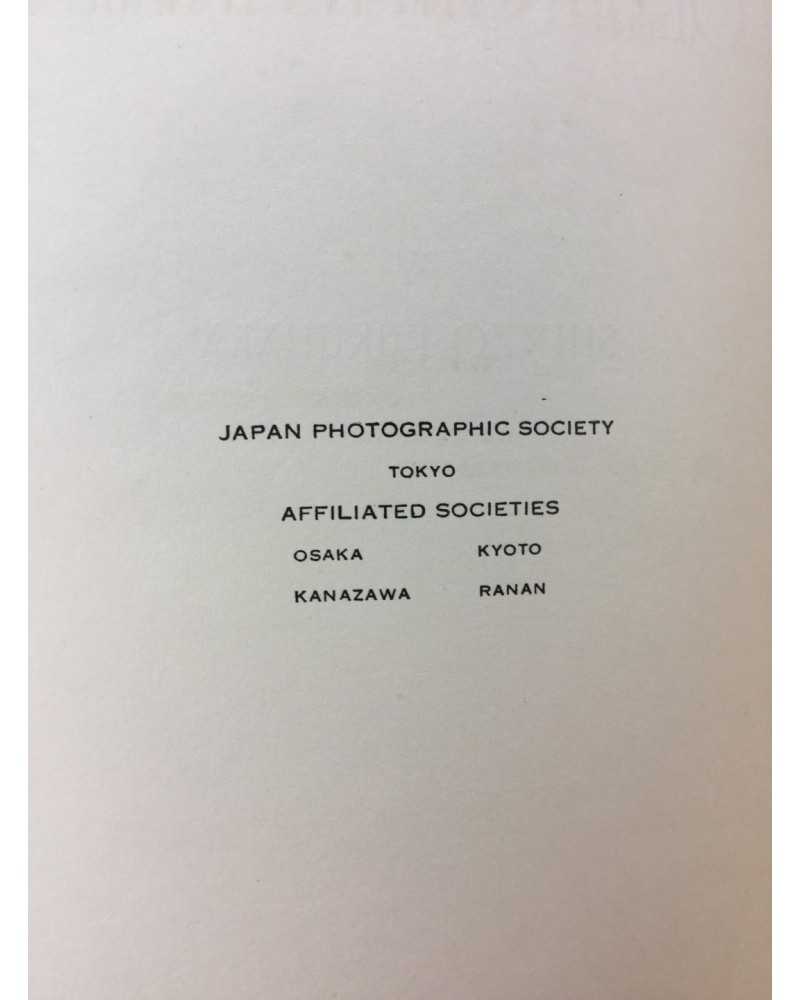 JAPAN PHOTOGRAPHIC SOCIETY
TOKYO
AFFILIATED SOCIETIES
OSAKA KYOTO
KANAZAWA RANAN